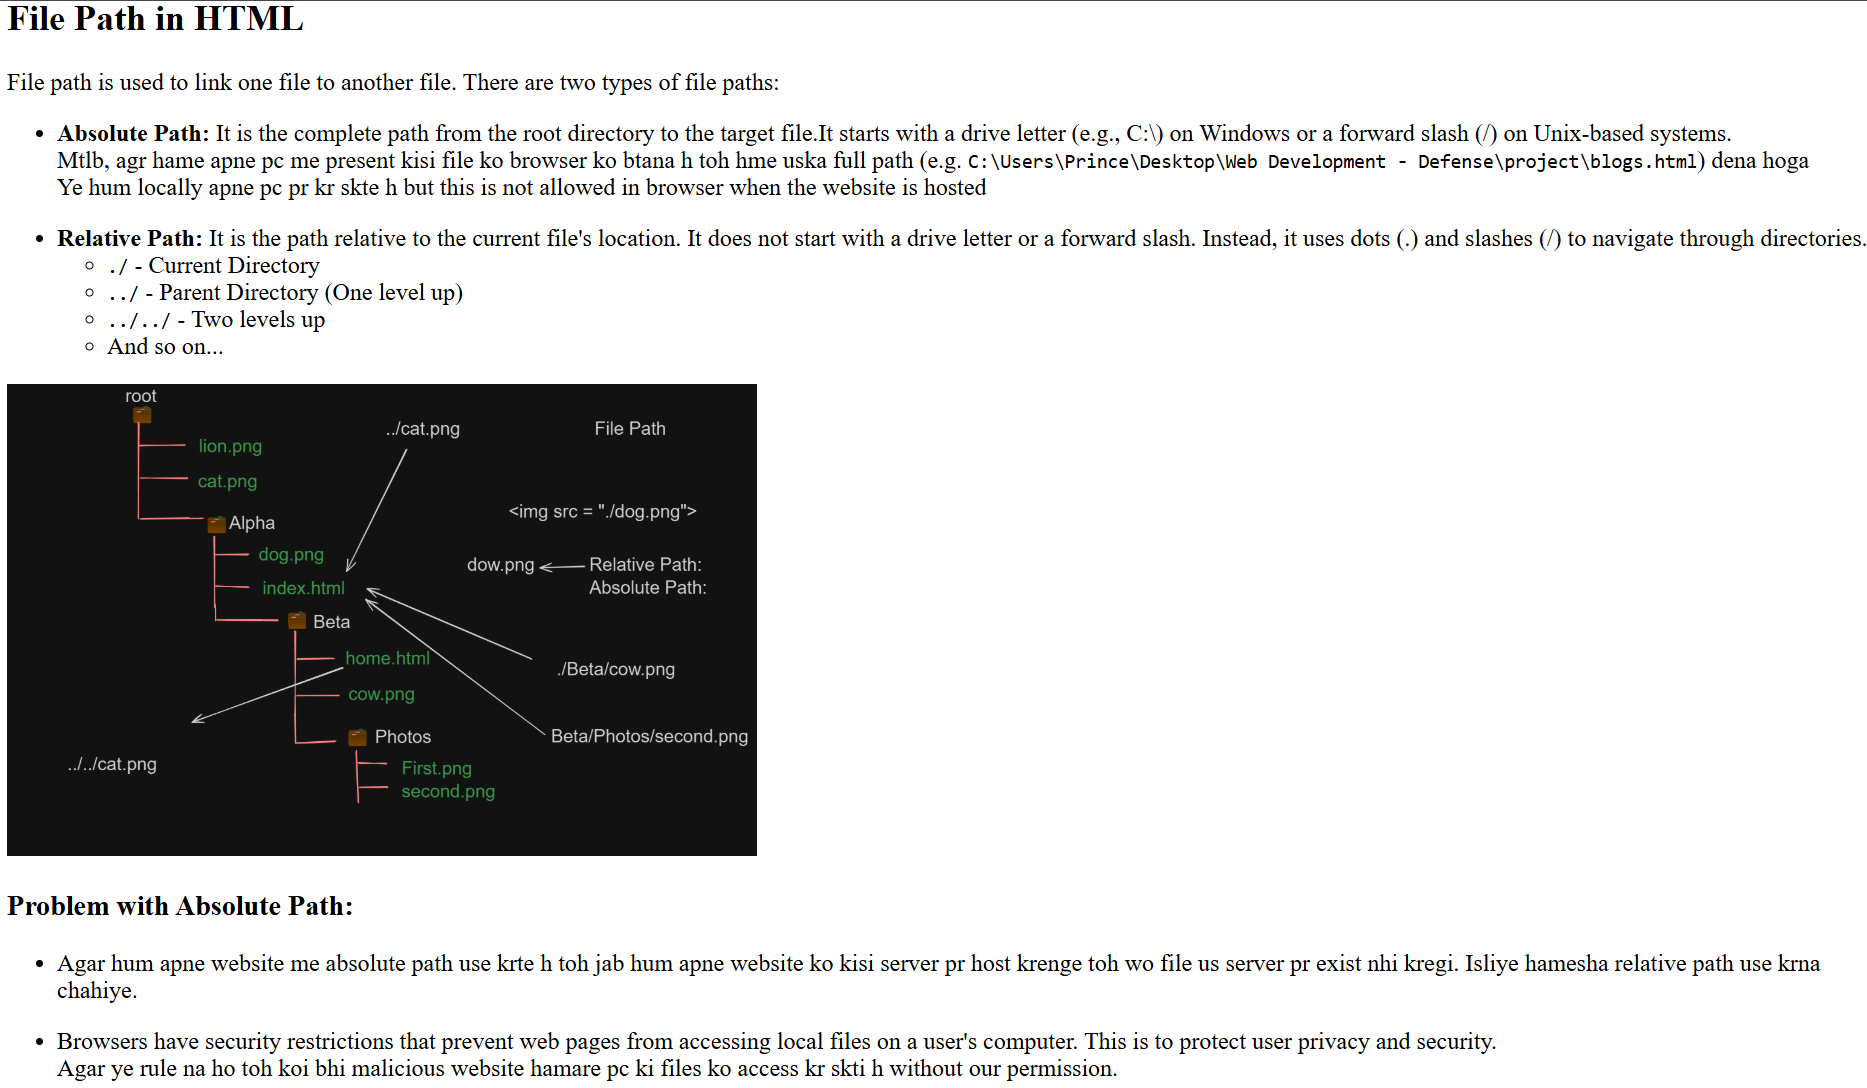 File Path in HTML
File path is used to link one file to another file. There are two types of file paths:
• Absolute Path: It is the complete path from the root directory to the target file.It starts with a drive letter (e.g., C:\) on Windows or a forward slash (/) on Unix-based systems.
Mtlb, agr hame apne pc me present kisi file ko browser ko btana h toh hme uska full path (e.g. C:\Users\Prince\Desktop\Web Development - Defense\project\blogs.html) dena hoga
Ye hum locally apne pc pr kr skte h but this is not allowed in browser when the website is hosted
• Relative Path: It is the path relative to the current file's location. It does not start with a drive letter or a forward slash. Instead, it uses dots (.) and slashes (/) to navigate through directories.
◦ ./ - Current Directory
◦ ../ - Parent Directory (One level up)
◦ ../../ - Two levels up
◦ And so on...
root
../cat.png
File Path
lion.png
cat.png
<img src = "./dog.png">
Alpha
dog.png
dow.png
Relative Path:
index.html
Absolute Path:
Beta
home.html
./Beta/cow.png
cow.png
Photos
Beta/Photos/second.png
../../cat.png
First.png
second.png
Problem with Absolute Path:
• Agar hum apne website me absolute path use krte h toh jab hum apne website ko kisi server pr host krenge toh wo file us server pr exist nhi kregi. Isliye hamesha relative path use krna
chahiye.
• Browsers have security restrictions that prevent web pages from accessing local files on a user's computer. This is to protect user privacy and security.
Agar ye rule na ho toh koi bhi malicious website hamare pc ki files ko access kr skti h without our permission.